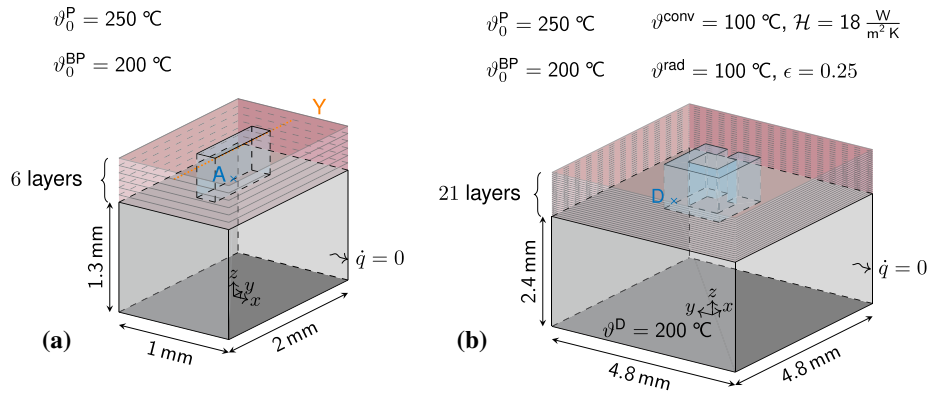 ϑ₀ᴾ = 250 ℃
ϑ₀ᴮᴾ = 200 ℃
Y
A
6 layers
1.3 mm
z
y
x
q̇ = 0
1 mm
2 mm
(a)
ϑ₀ᴾ = 250 ℃ ϑᶜᵒⁿᵛ = 100 ℃, ℋ = 18 W/m² K
ϑ₀ᴮᴾ = 200 ℃ ϑʳᵃᵈ = 100 ℃, ϵ = 0.25
D
21 layers
2.4 mm
z
y
x
q̇ = 0
ϑᴰ = 200 ℃
4.8 mm
4.8 mm
(b)